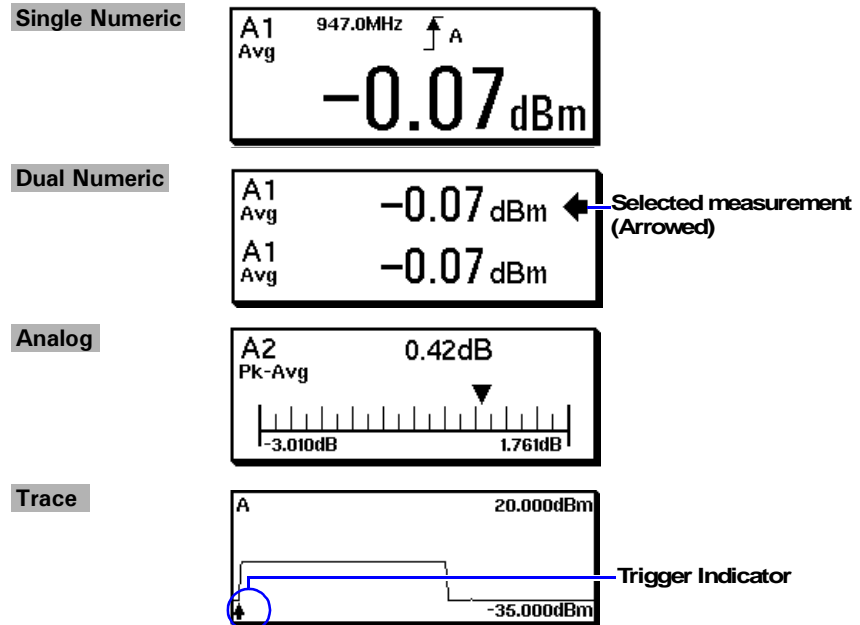 Single Numeric
A1 947.0MHz A
Avg
-0.07 dBm
Dual Numeric
A1
Avg
-0.07 dBm
Selected measurement
(Arrowed)
A1
Avg
-0.07 dBm
Analog
A2 0.42dB
Pk-Avg
-3.010dB 1.761dB
Trace
A 20.000dBm
Trigger Indicator
-35.000dBm